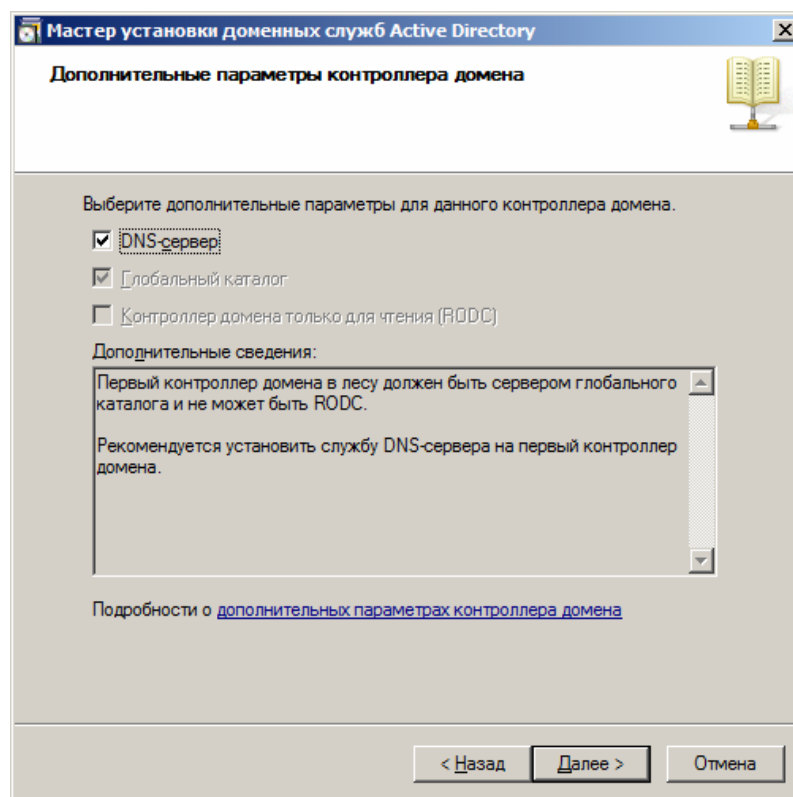 Мастер установки доменных служб Active Directory
Дополнительные параметры контроллера домена
Выберите дополнительные параметры для данного контроллера домена.
DNS-сервер
Глобальный каталог
Контроллер домена только для чтения (RODC)
Дополнительные сведения:
Первый контроллер домена в лесу должен быть сервером глобального
каталога и не может быть RODC.
Рекомендуется установить службу DNS-сервера на первый контроллер
домена.
Подробности о дополнительных параметрах контроллера домена
< Назад Далее > Отмена